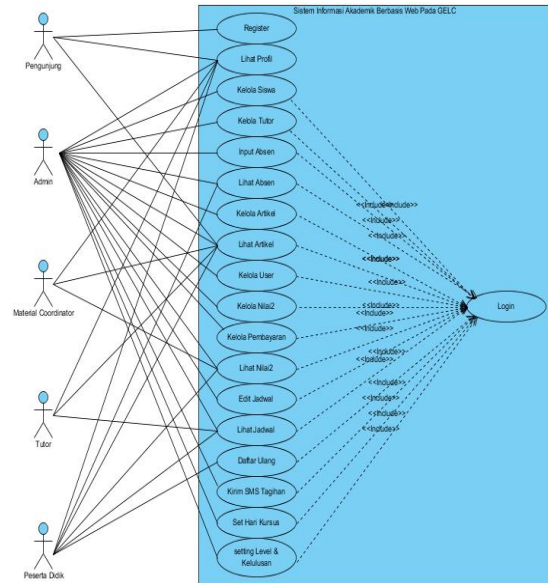 Sistem Informasi Akademik Berbasis Web Pada GELC
Register
Pengunjung
Lihat Profil
Kelola Siswa
Kelola Tutor
Admin
Input Absen
Lihat Absen
Kelola Artikel
Lihat Artikel
Kelola User
Material Coordinator
Kelola Nilai2
Kelola Pembayaran
Lihat Nilai2
Edit Jadwal
Tutor
Lihat Jadwal
Daftar Ulang
Kirim SMS Tagihan
Set Hari Kursus
Peserta Didik
setting Level &
Kelulusan
<<Include>>
<<Include>>
<<Include>>
<<Include>>
<<Include>>
<<Include>>
<<Include>>
<<Include>>
<<Include>>
<<Include>>
<<Include>>
<<Include>>
<<Include>>
<<Include>>
Login